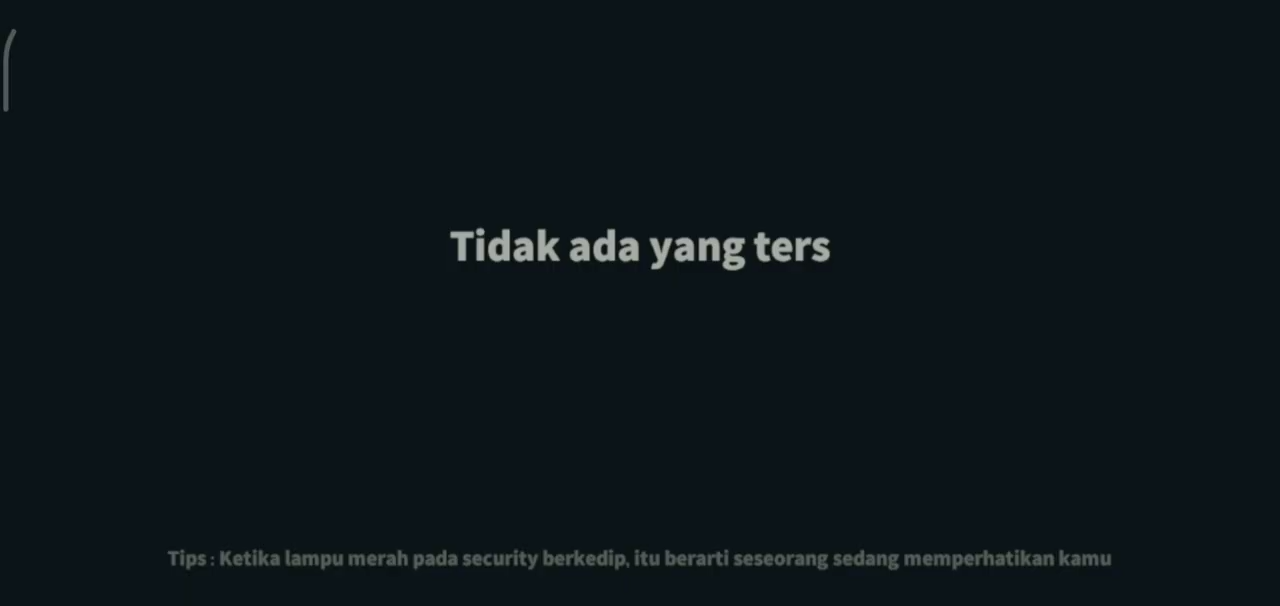 Tidak ada yang ters
Tips : Ketika lampu merah pada security berkedip, itu berarti seseorang sedang memperhatikan kamu